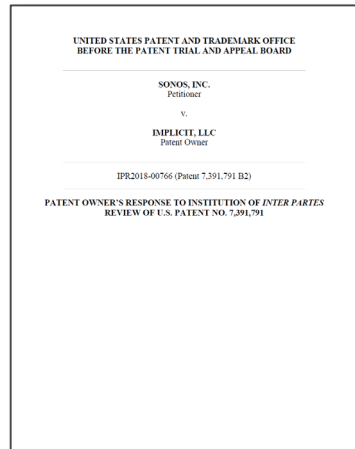 UNITED STATES PATENT AND TRADEMARK OFFICE
BEFORE THE PATENT TRIAL AND APPEAL BOARD
SONOS, INC.
Petitioner
v.
IMPLICIT, LLC
Patent Owner
IPR2018-00766 (Patent 7,391,791 B2)
PATENT OWNER'S RESPONSE TO INSTITUTION OF INTER PARTES
REVIEW OF U.S. PATENT NO. 7,391,791